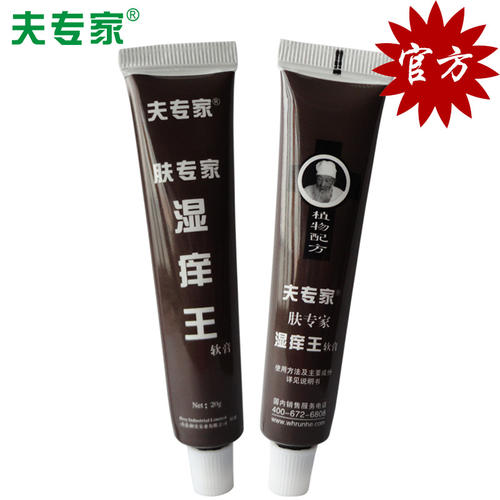 夫专家®
官方
夫专家®
肤专家
湿痒王
软膏
Net: 20g
植物配方
夫专家®
肤专家
湿痒王软膏
使用方法及主要成份
详见说明书
国内销售服务电话
400-672-6808
www.whrunhe.com